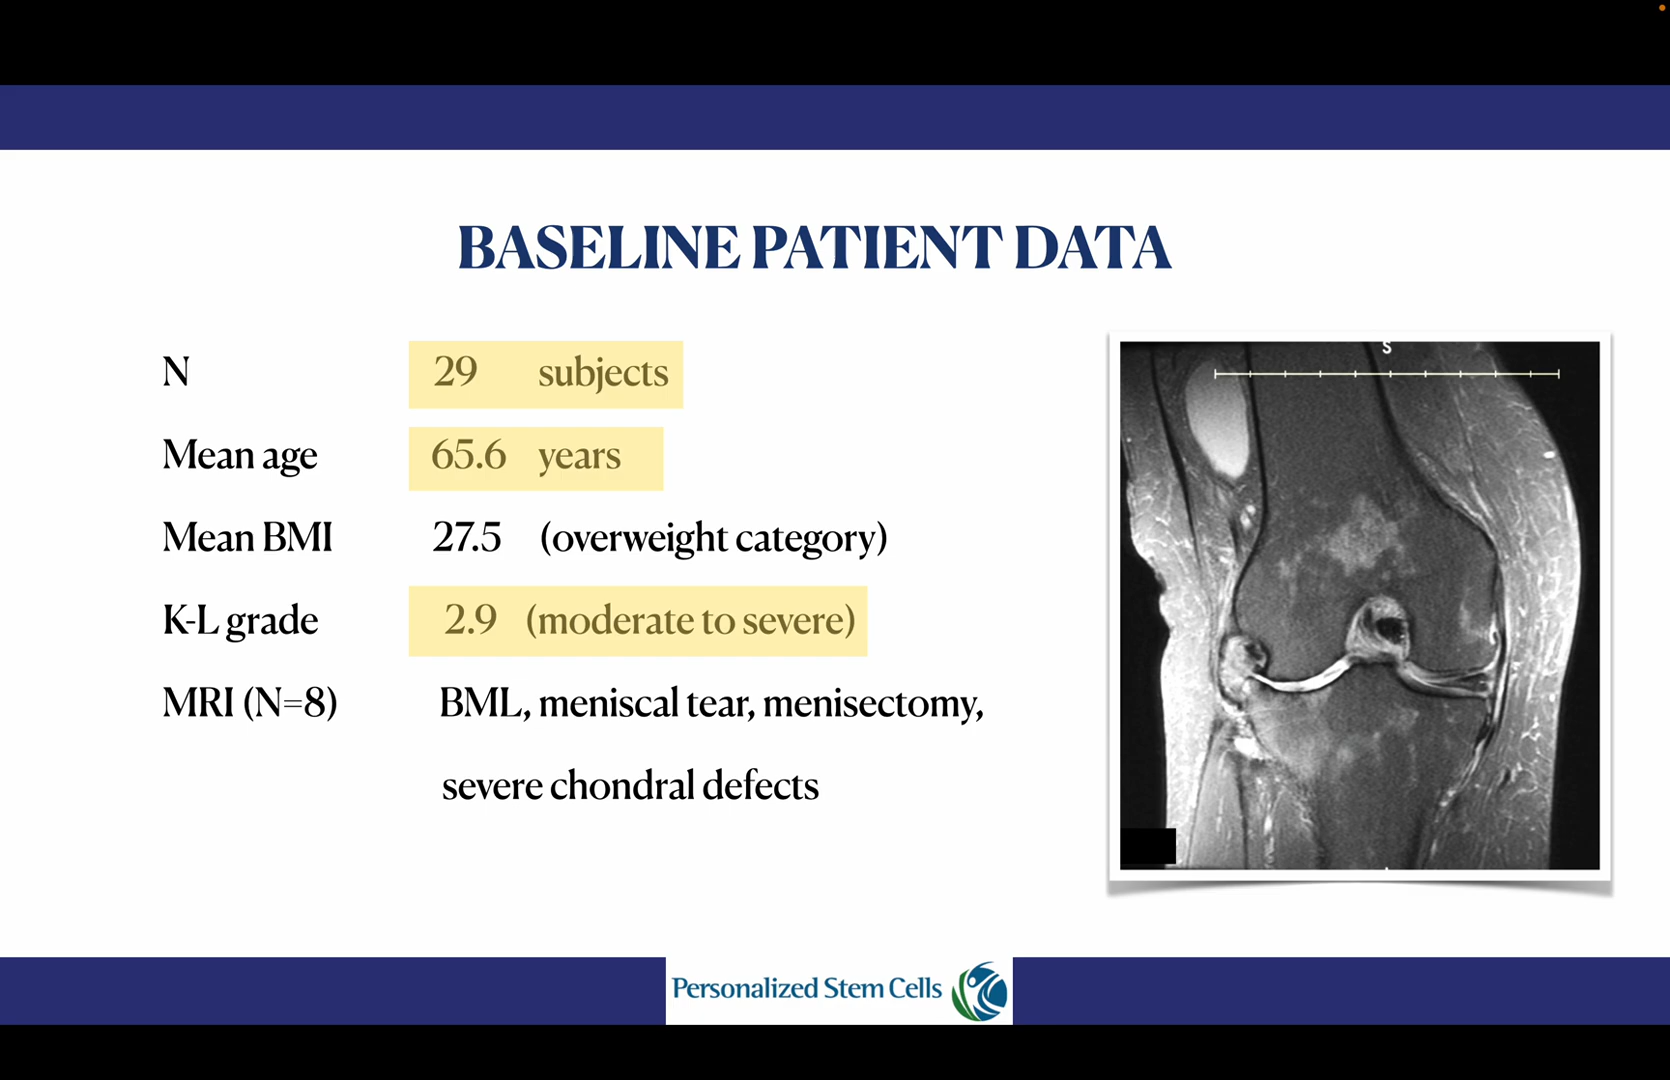 BASELINE PATIENT DATA
N 29 subjects
Mean age 65.6 years
Mean BMI 27.5 (overweight category)
K-L grade 2.9 (moderate to severe)
MRI (N=8) BML, meniscal tear, menisectomy,
severe chondral defects
S
Personalized Stem Cells